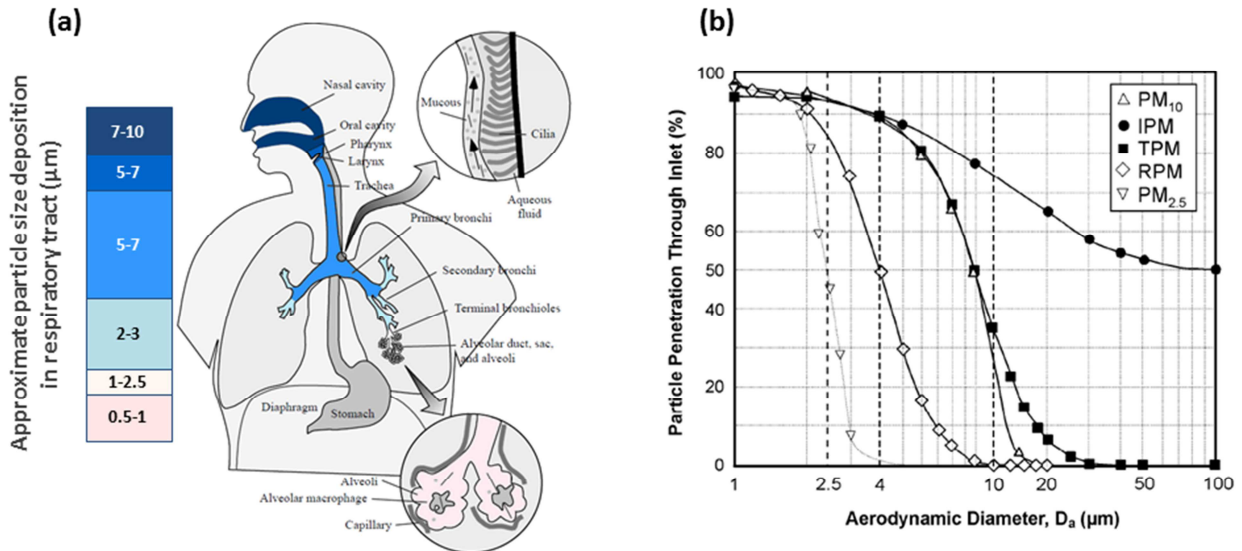 (a)
Approximate particle size deposition
in respiratory tract (μm)
7-10
5-7
5-7
2-3
1-2.5
0.5-1
Nasal cavity
Oral cavity
Pharynx
Larynx
Trachea
Mucous
Cilia
Aqueous
fluid
Primary bronchi
Secondary bronchi
Terminal bronchioles
Alveolar duct, sac,
and alveoli
Diaphragm
Stomach
Alveoli
Alveolar macrophage
Capillary
(b)
Particle Penetration Through Inlet (%)
100
80
60
50
40
20
0
PM10
IPM
TPM
RPM
PM2.5
1
2.5
4
10
20
100
Aerodynamic Diameter, Da (μm)